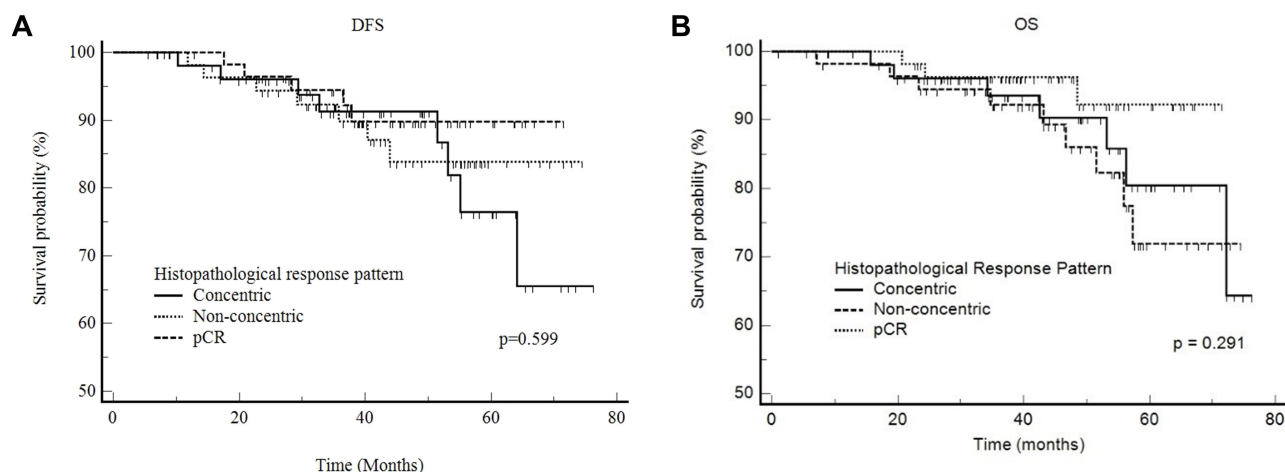 A
DFS
Survival probability (%)
100
90
80
70
60
50
Histopathological response pattern
Concentric
Non-concentric
pCR
p=0.599
0
20
40
60
80
Time (Months)
B
OS
Survival probability (%)
100
90
80
70
60
50
Histopathological Response Pattern
Concentric
Non-concentric
pCR
p = 0.291
0
20
40
60
80
Time (months)